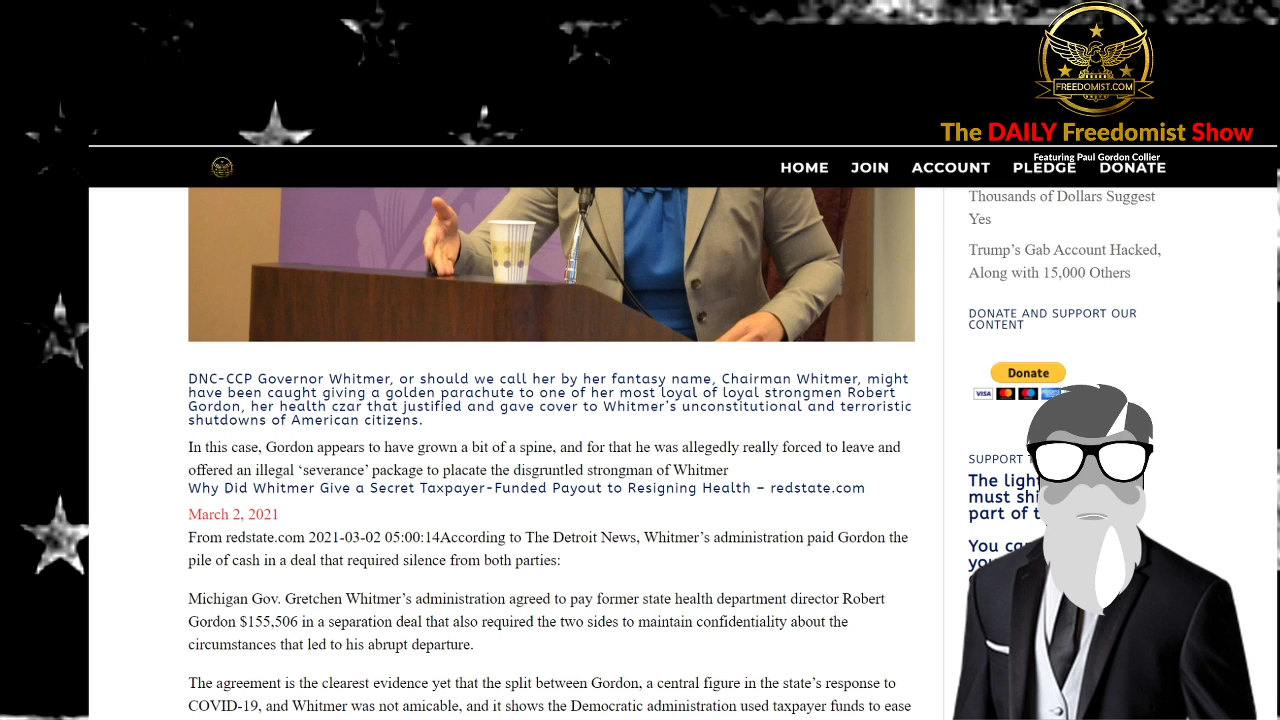 FREEDOMIST.COM
The DAILY Freedomist Show
Featuring Paul Gordon Collier
HOME JOIN ACCOUNT PLEDGE DONATE
DNC-CCP Governor Whitmer, or should we call her by her fantasy name, Chairman Whitmer, might
have been caught giving a golden parachute to one of her most loyal of loyal strongmen Robert
Gordon, her health czar that justified and gave cover to Whitmer's unconstitutional and terroristic
shutdowns of American citizens.
In this case, Gordon appears to have grown a bit of a spine, and for that he was allegedly really forced to leave and
offered an illegal ‘severance’ package to placate the disgruntled strongman of Whitmer
Why Did Whitmer Give a Secret Taxpayer-Funded Payout to Resigning Health – redstate.com
March 2, 2021
From redstate.com 2021-03-02 05:00:14According to The Detroit News, Whitmer’s administration paid Gordon the
pile of cash in a deal that required silence from both parties:
Michigan Gov. Gretchen Whitmer’s administration agreed to pay former state health department director Robert
Gordon $155,506 in a separation deal that also required the two sides to maintain confidentiality about the
circumstances that led to his abrupt departure.
The agreement is the clearest evidence yet that the split between Gordon, a central figure in the state’s response to
COVID-19, and Whitmer was not amicable, and it shows the Democratic administration used taxpayer funds to ease
Thousands of Dollars Suggest
Yes
Trump’s Gab Account Hacked,
Along with 15,000 Others
DONATE AND SUPPORT OUR
CONTENT
Donate
VISA
SUPPORT
The light
must
part of
You